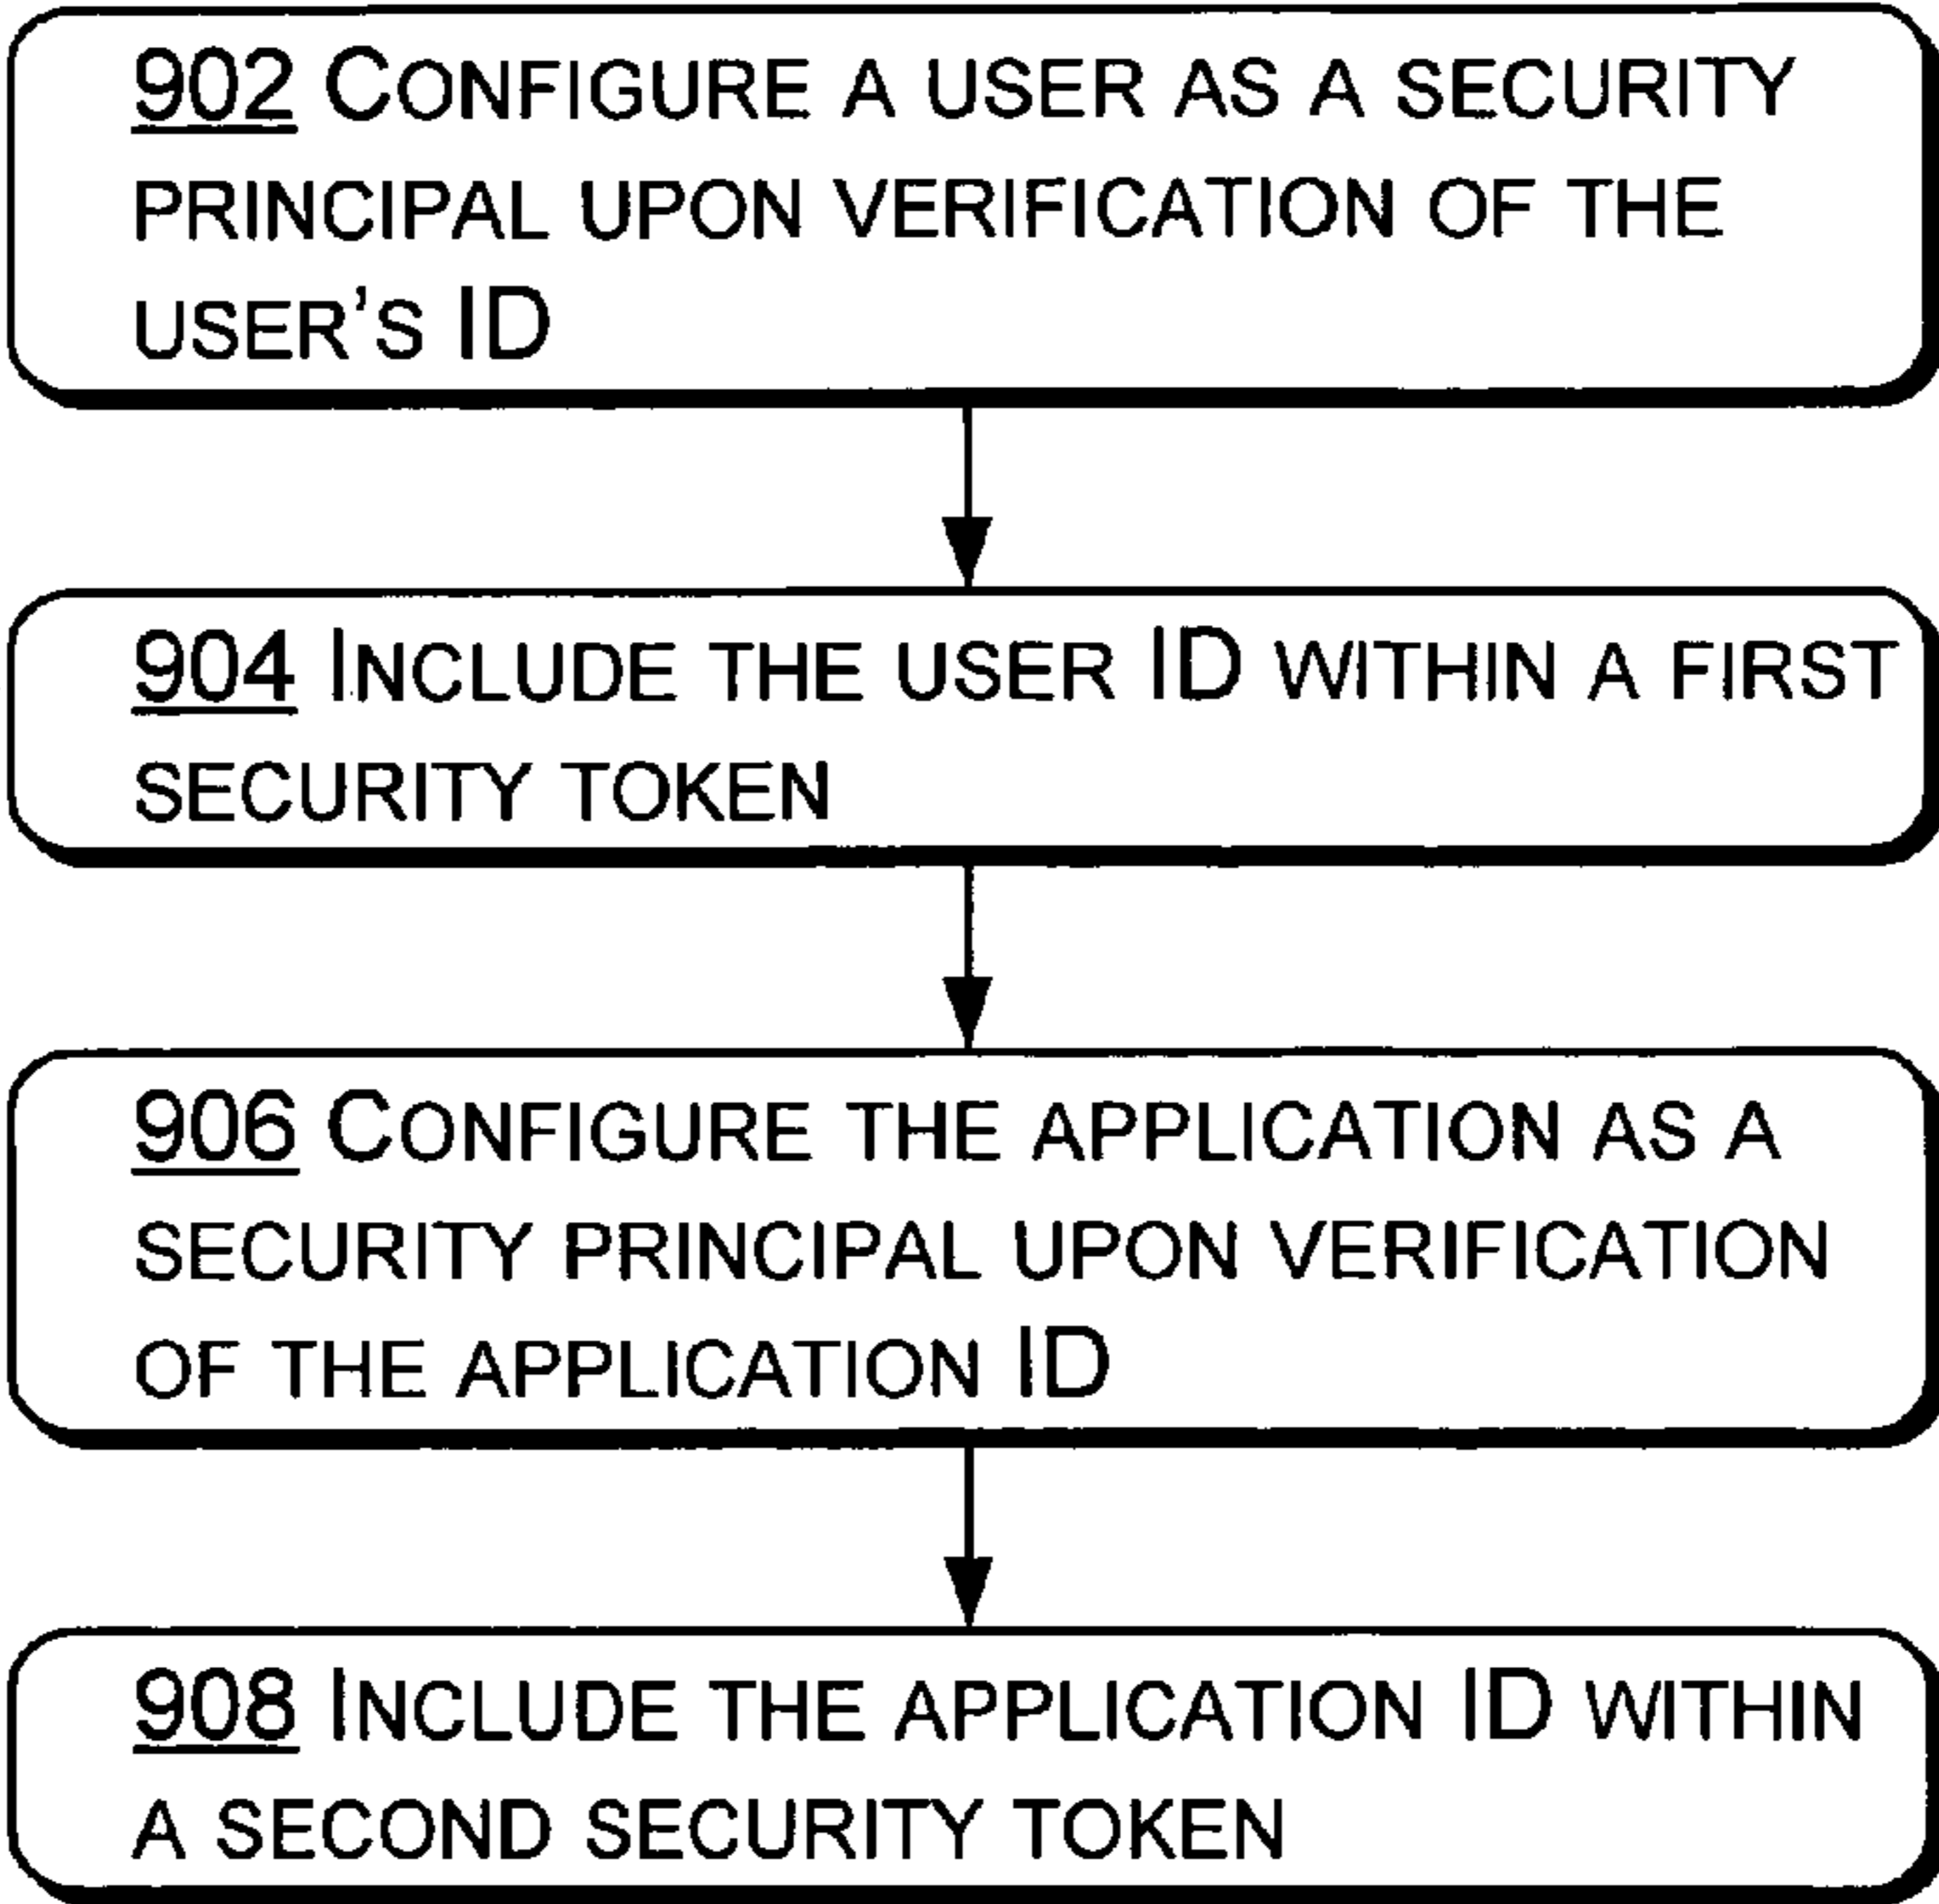 902 CONFIGURE A USER AS A SECURITY
PRINCIPAL UPON VERIFICATION OF THE
USER'S ID
904 INCLUDE THE USER ID WITHIN A FIRST
SECURITY TOKEN
906 CONFIGURE THE APPLICATION AS A
SECURITY PRINCIPAL UPON VERIFICATION
OF THE APPLICATION ID
908 INCLUDE THE APPLICATION ID WITHIN
A SECOND SECURITY TOKEN